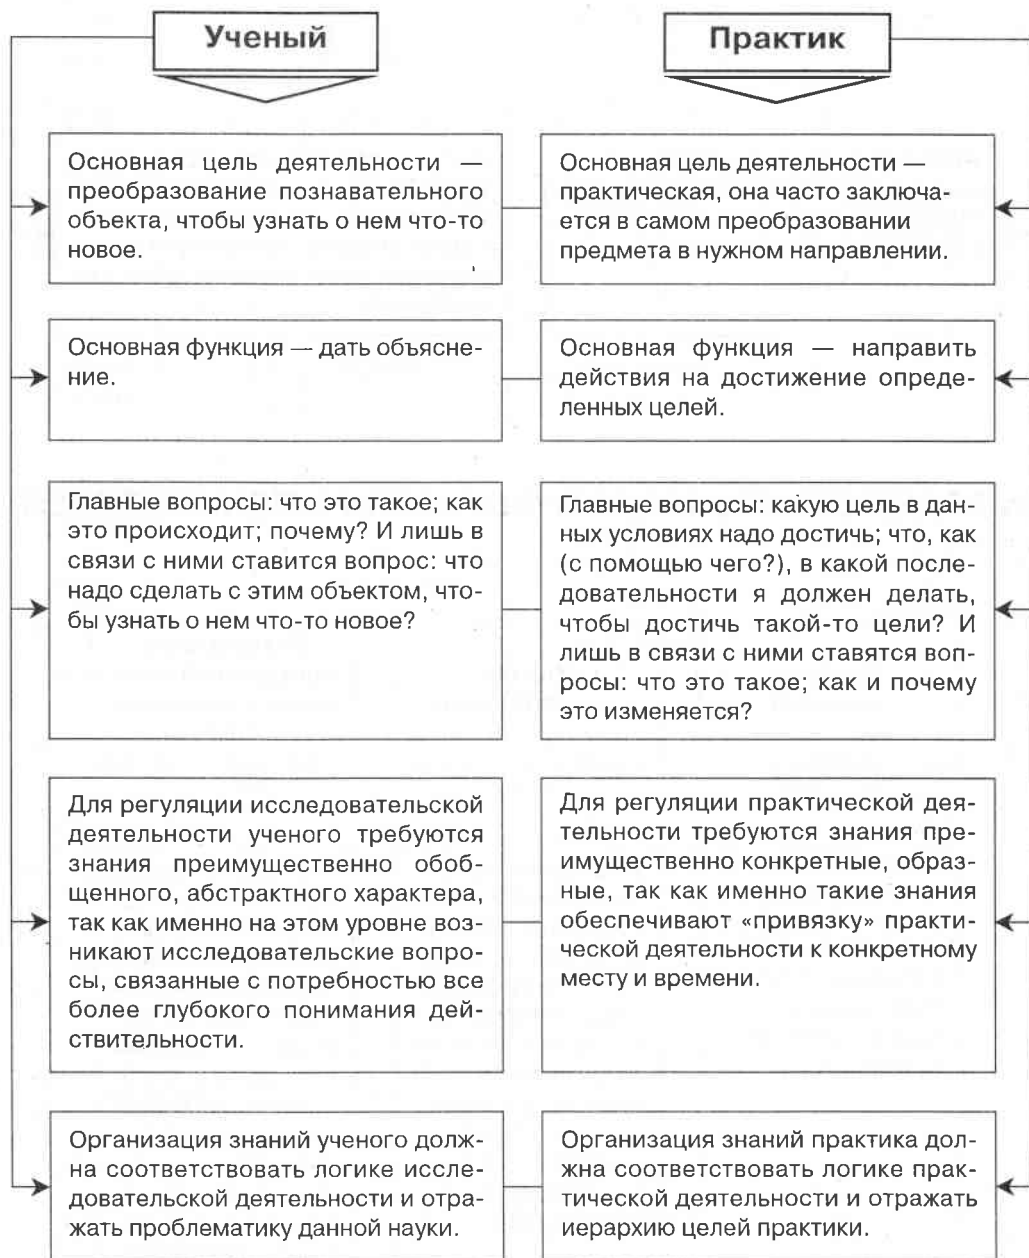 Ученый
Практик
Основная цель деятельности —
преобразование познавательного
объекта, чтобы узнать о нем что-то
новое.
Основная цель деятельности —
практическая, она часто заключа-
ется в самом преобразовании
предмета в нужном направлении.
Основная функция — дать объясне-
ние.
Основная функция — направить
действия на достижение опреде-
ленных целей.
Главные вопросы: что это такое; как
это происходит; почему? И лишь в
связи с ними ставится вопрос: что
надо сделать с этим объектом, что-
бы узнать о нем что-то новое?
Главные вопросы: какую цель в дан-
ных условиях надо достичь; что, как
(с помощью чего?), в какой после-
довательности я должен делать,
чтобы достичь такой-то цели? И
лишь в связи с ними ставятся воп-
росы: что это такое; как и почему
это изменяется?
Для регуляции исследовательской
деятельности ученого требуются
знания преимущественно обоб-
щенного, абстрактного характера,
так как именно на этом уровне воз-
никают исследовательские вопро-
сы, связанные с потребностью все
более глубокого понимания дей-
ствительности.
Для регуляции практической дея-
тельности требуются знания пре-
имущественно конкретные, образ-
ные, так как именно такие знания
обеспечивают «привязку» практи-
ческой деятельности к конкретному
месту и времени.
Организация знаний ученого долж-
на соответствовать логике иссле-
довательской деятельности и отра-
жать проблематику данной науки.
Организация знаний практика дол-
жна соответствовать логике прак-
тической деятельности и отражать
иерархию целей практики.